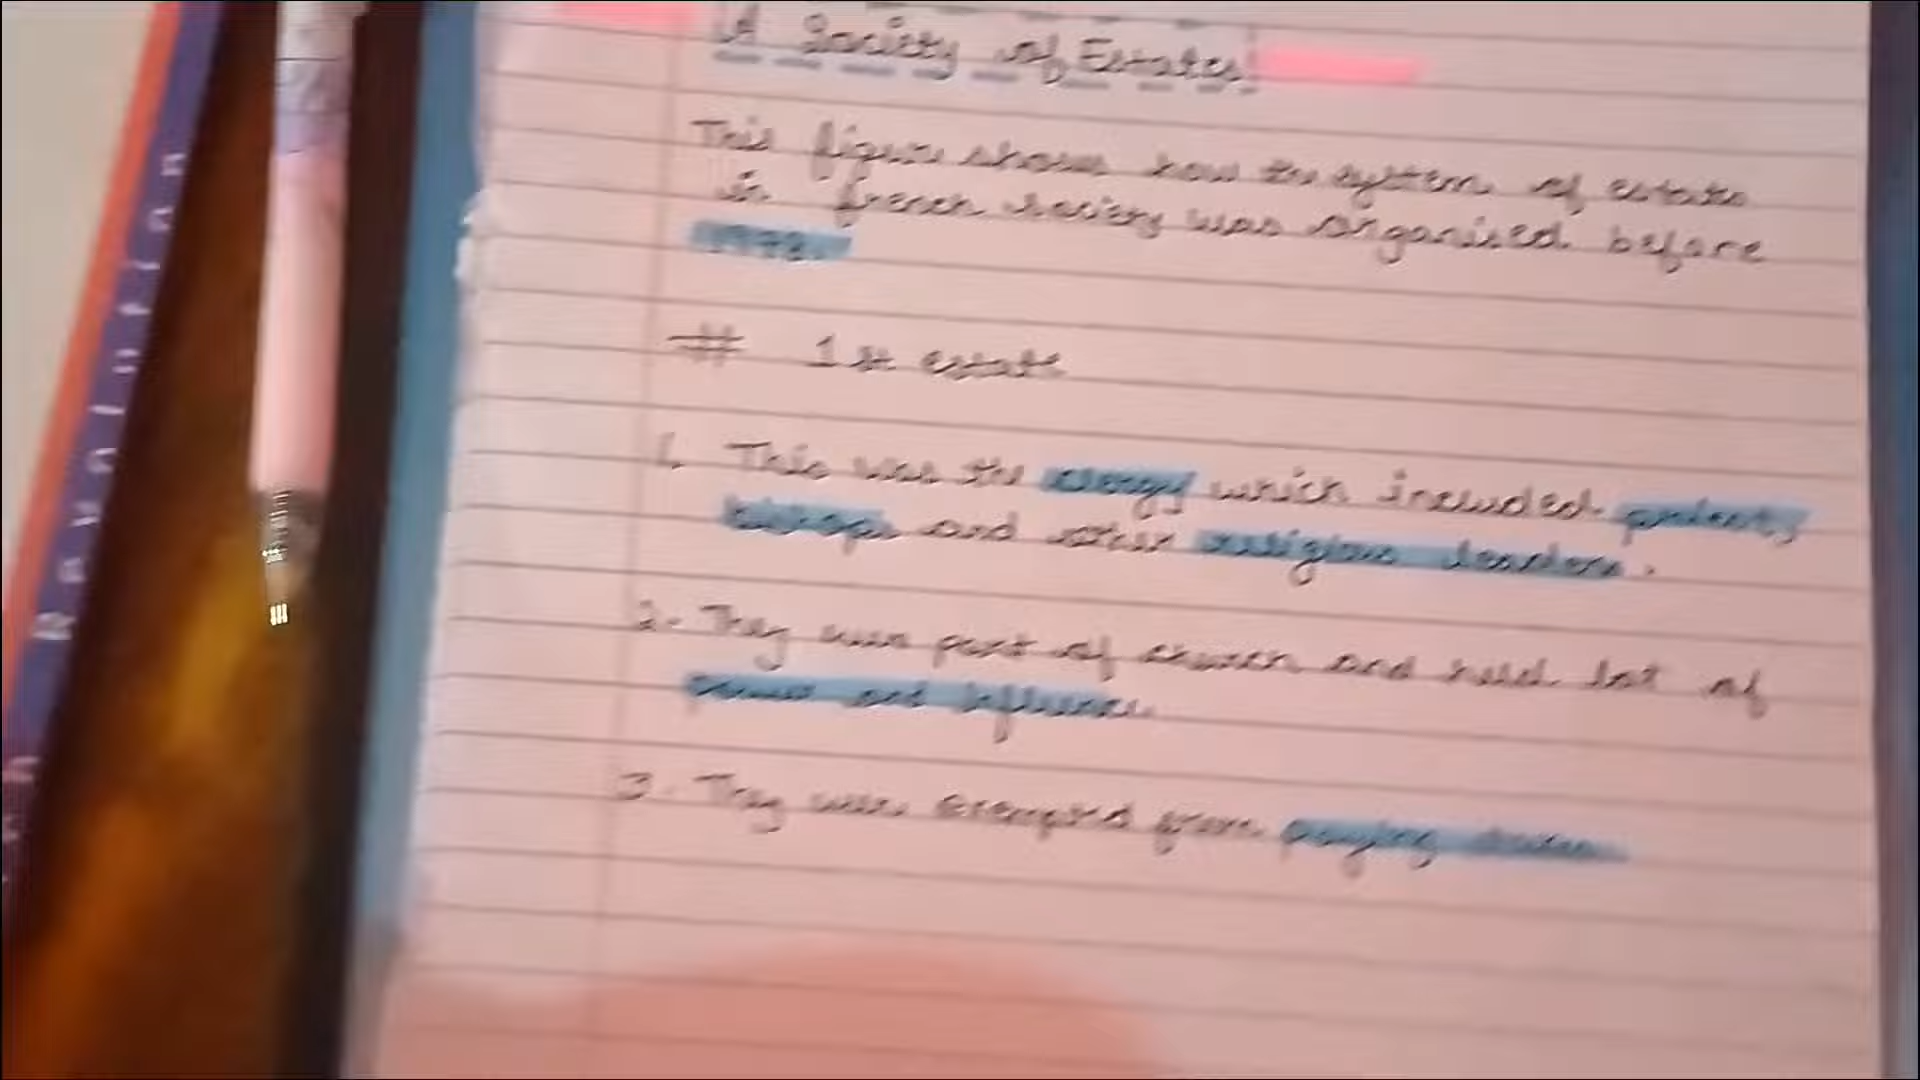 A Society of Estates
This figure shows how the system of estates
in french society was organised before
# 1st estate
1. This was the clergy which included priests
bishops and other religious leaders.
2. They were part of church and held lot of
power and influence.
3. They were exempted from paying taxes.